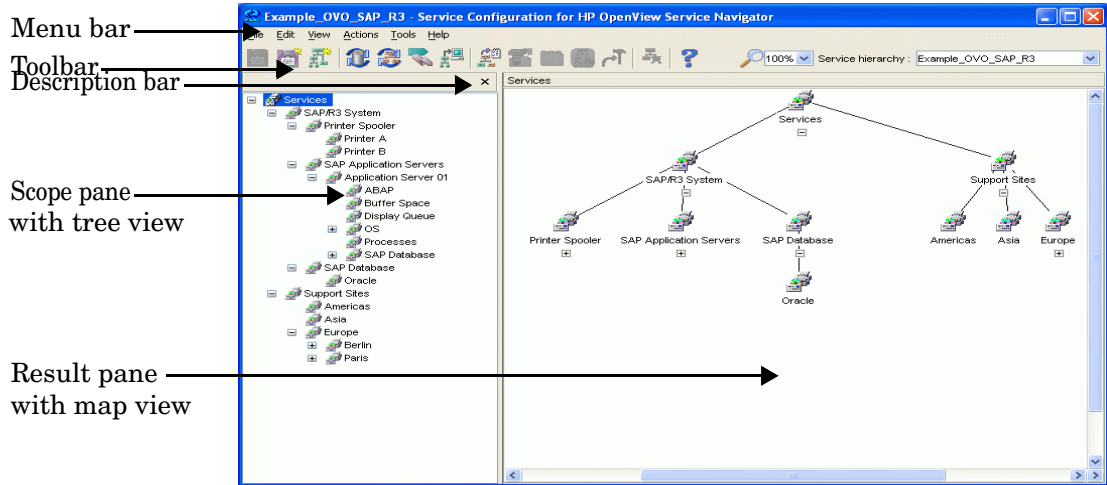 Example_OVO_SAP_R3 - Service Configuration for HP OpenView Service Navigator
Menu bar
File Edit View Actions Tools Help
Toolbar
100% Service hierarchy : Example_OVO_SAP_R3
Description bar
Services
Services
SAP/R3 System
Printer Spooler
Printer A
Printer B
SAP Application Servers
Application Server 01
ABAP
Buffer Space
Display Queue
OS
Processes
SAP Database
SAP Database
Oracle
Support Sites
Americas
Asia
Europe
Berlin
Paris
Scope pane
with tree view
Result pane
with map view
Services
SAP/R3 System Support Sites
Printer Spooler SAP Application Servers SAP Database Americas Asia Europe
Oracle